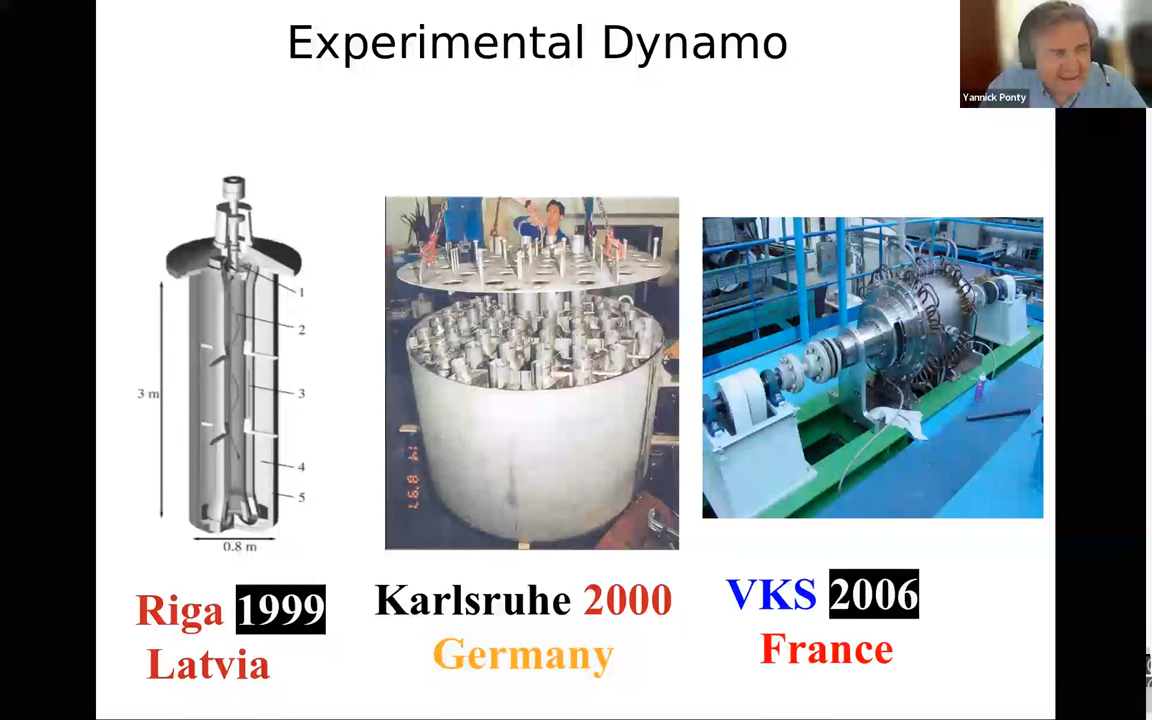 Experimental Dynamo
Yannick Ponty
1
2
3 m
3
4
5
0.8 m
Riga 1999
Latvia
Karlsruhe 2000
Germany
VKS 2006
France